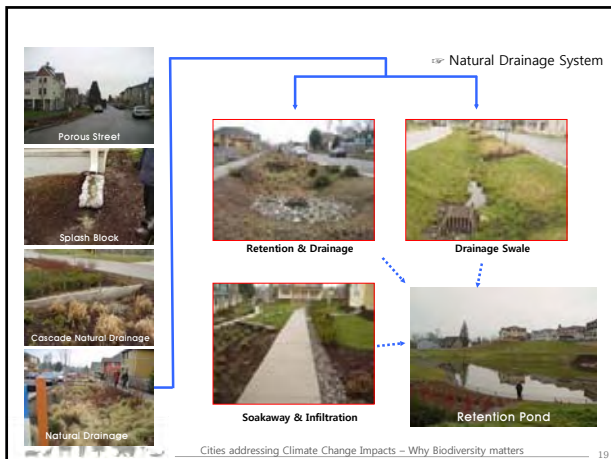 ☞ Natural Drainage System
Porous Street
Splash Block
Cascade Natural Drainage
Natural Drainage
Retention & Drainage
Drainage Swale
Soakaway & Infiltration
Retention Pond
Cities addressing Climate Change Impacts – Why Biodiversity matters
19